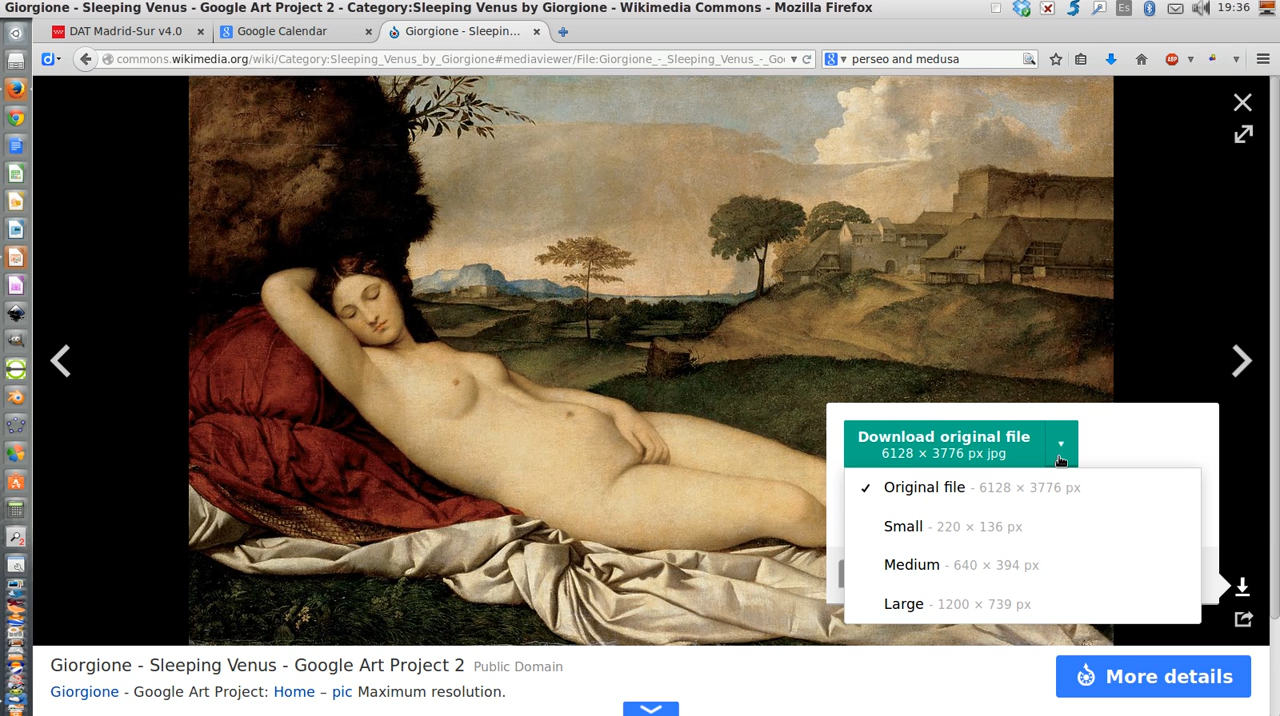 Giorgione - Sleeping Venus - Google Art Project 2 - Category:Sleeping Venus by Giorgione - Wikimedia Commons - Mozilla Firefox
Es
19:36
DAT Madrid-Sur v4.0
Google Calendar
Giorgione - Sleepin...
commons.wikimedia.org/wiki/Category:Sleeping_Venus_by_Giorgione#mediaviewer/File:Giorgione_-_Sleeping_Venus_-_Go
perseo and medusa
ABP
Download original file
6128 × 3776 px jpg
Original file - 6128 × 3776 px
Small - 220 × 136 px
Medium - 640 × 394 px
Large - 1200 × 739 px
Giorgione - Sleeping Venus - Google Art Project 2 Public Domain
Giorgione - Google Art Project: Home – pic Maximum resolution.
More details